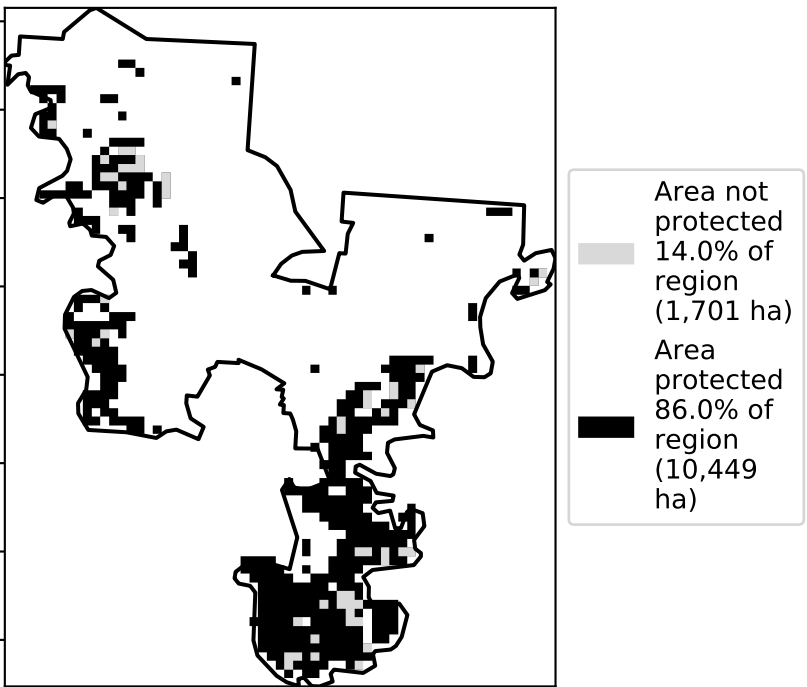 Area not
protected
14.0% of
region
(1,701 ha)
Area
protected
86.0% of
region
(10,449
ha)